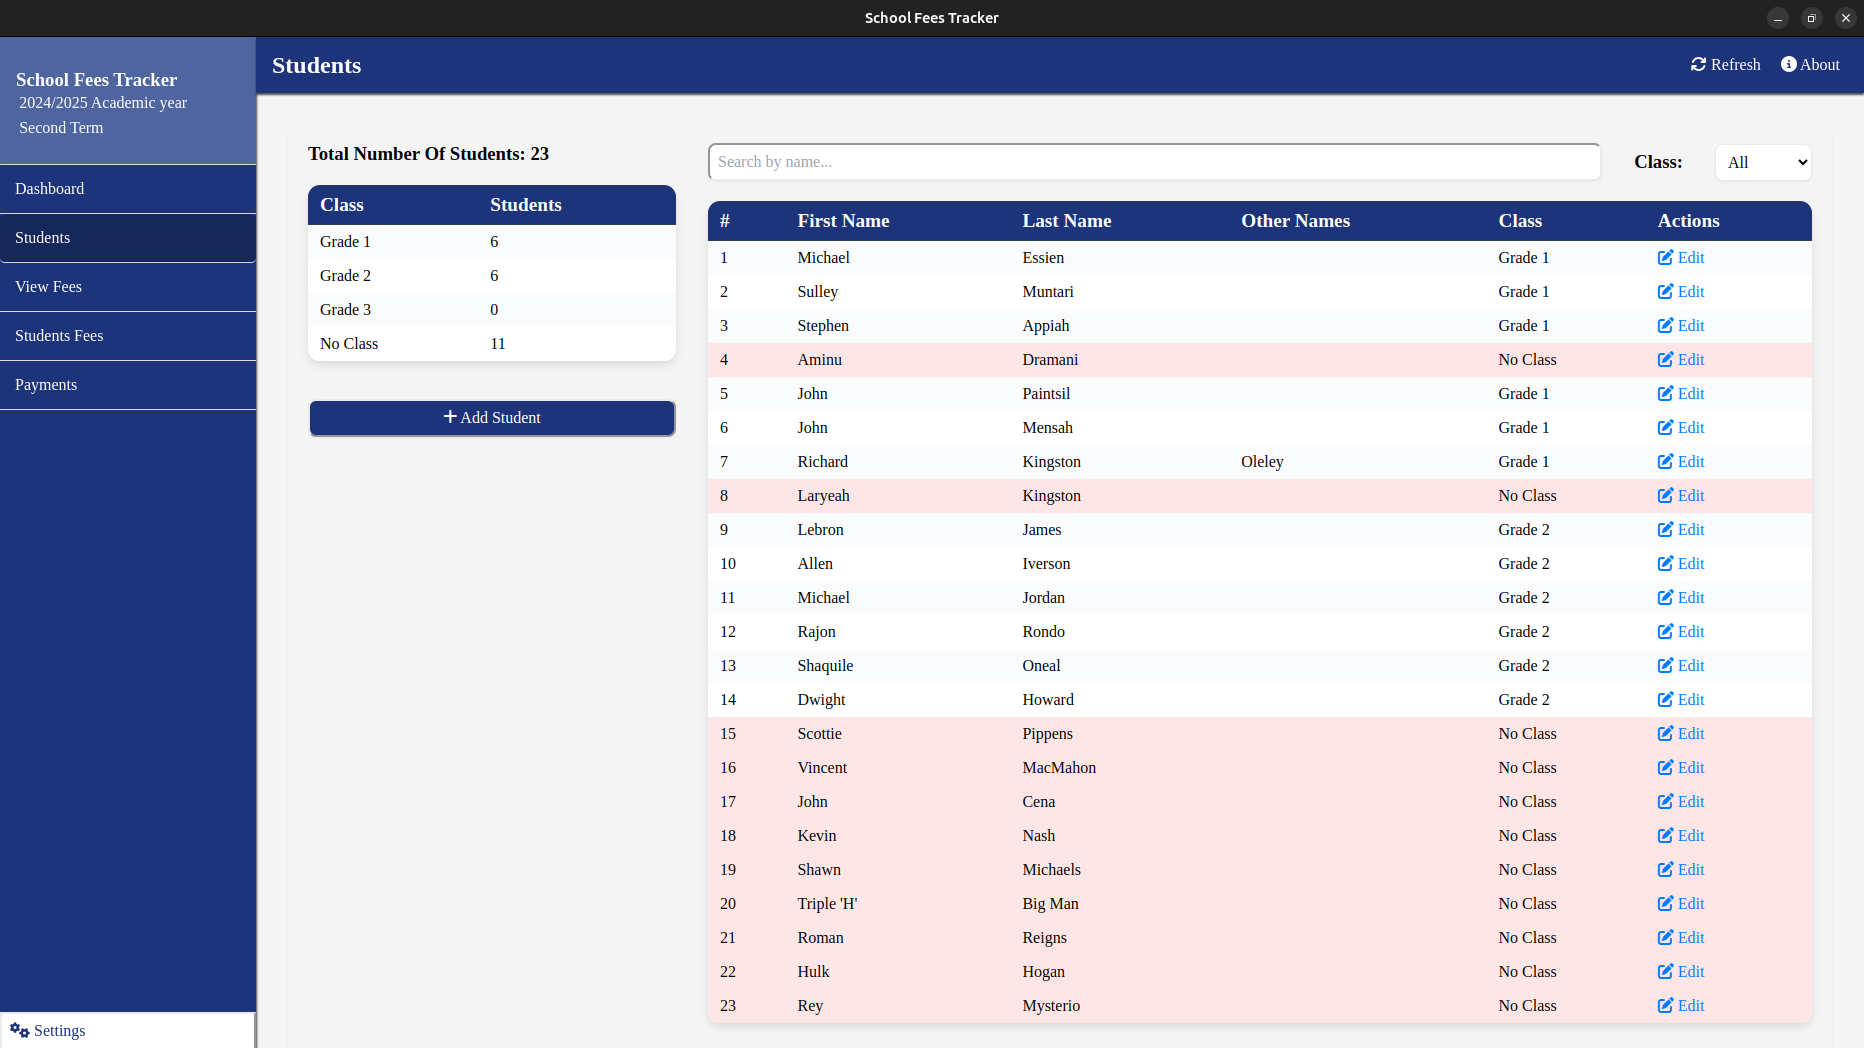 School Fees Tracker
School Fees Tracker
2024/2025 Academic year
Second Term
Dashboard
Students
View Fees
Students Fees
Payments
Settings
Students
Refresh About
Total Number Of Students: 23
Class Students
Grade 1 6
Grade 2 6
Grade 3 0
No Class 11
Add Student
Search by name... Class: All
# First Name Last Name Other Names Class Actions
1 Michael Essien Grade 1 Edit
2 Sulley Muntari Grade 1 Edit
3 Stephen Appiah Grade 1 Edit
4 Aminu Dramani No Class Edit
5 John Paintsil Grade 1 Edit
6 John Mensah Grade 1 Edit
7 Richard Kingston Oleley Grade 1 Edit
8 Laryeah Kingston No Class Edit
9 Lebron James Grade 2 Edit
10 Allen Iverson Grade 2 Edit
11 Michael Jordan Grade 2 Edit
12 Rajon Rondo Grade 2 Edit
13 Shaquile Oneal Grade 2 Edit
14 Dwight Howard Grade 2 Edit
15 Scottie Pippens No Class Edit
16 Vincent MacMahon No Class Edit
17 John Cena No Class Edit
18 Kevin Nash No Class Edit
19 Shawn Michaels No Class Edit
20 Triple 'H' Big Man No Class Edit
21 Roman Reigns No Class Edit
22 Hulk Hogan No Class Edit
23 Rey Mysterio No Class Edit